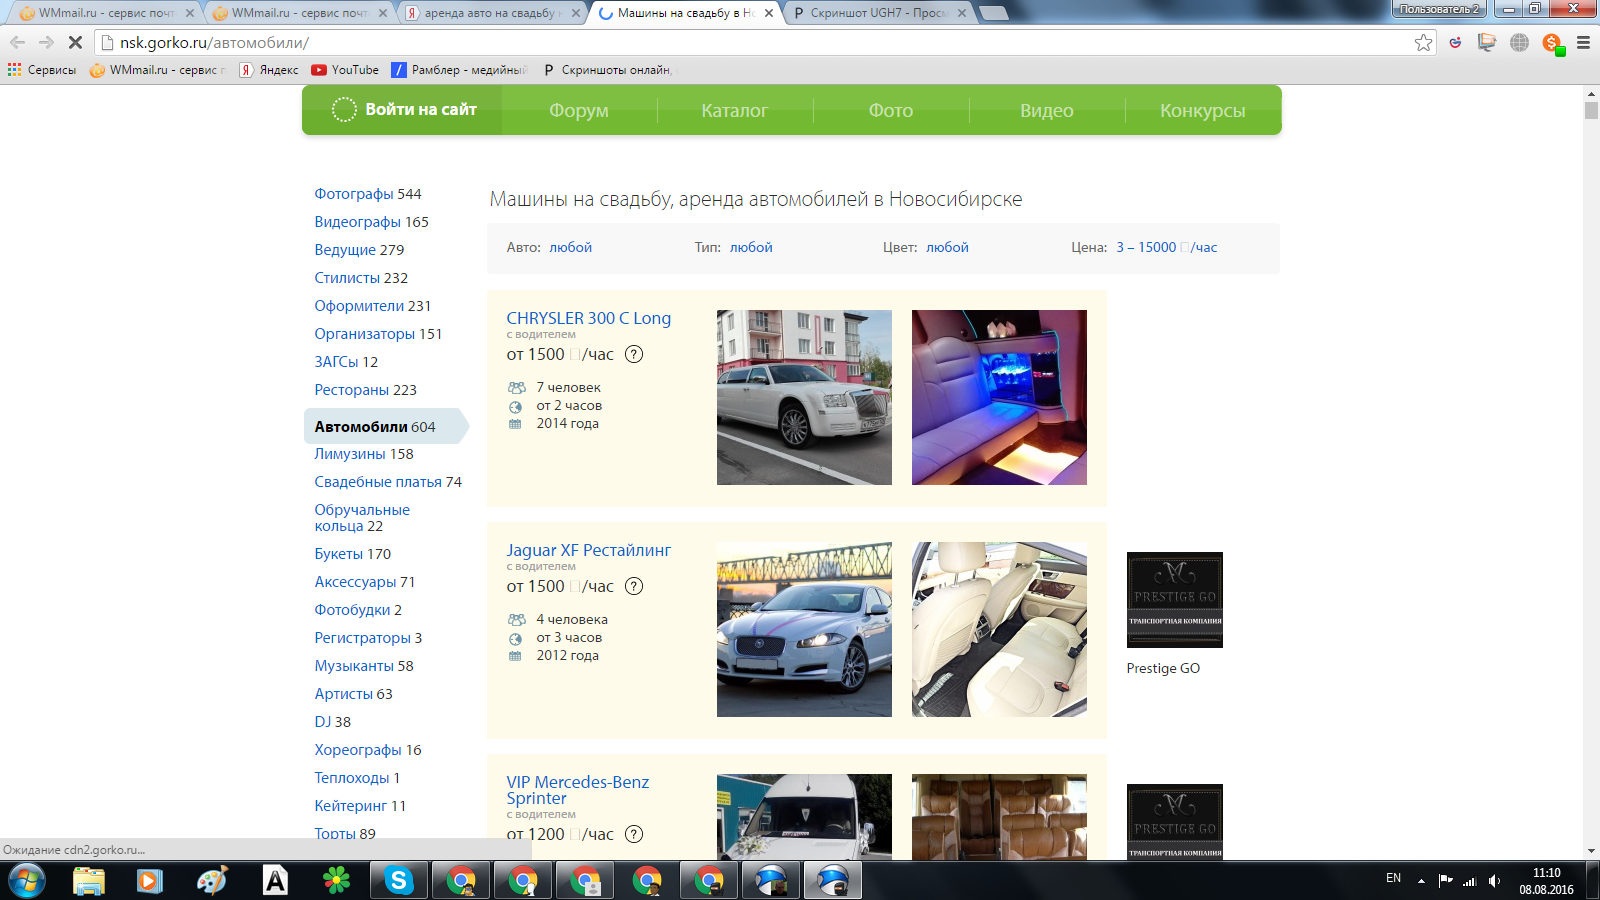 WMmail.ru - сервис почт
WMmail.ru - сервис почт
аренда авто на свадьбу н
Машины на свадьбу в Но
Скриншот UGH7 - Просм
Пользователь 2
nsk.gorko.ru/автомобили/
Сервисы
WMmail.ru - сервис п
Яндекс
YouTube
Рамблер - медийный
Скриншоты онлайн,
Войти на сайт
Форум
Каталог
Фото
Видео
Конкурсы
Фотографы 544
Видеографы 165
Ведущие 279
Стилисты 232
Оформители 231
Организаторы 151
ЗАГСы 12
Рестораны 223
Автомобили 604
Лимузины 158
Свадебные платья 74
Обручальные
кольца 22
Букеты 170
Аксессуары 71
Фотобудки 2
Регистраторы 3
Музыканты 58
Артисты 63
DJ 38
Хореографы 16
Теплоходы 1
Кейтеринг 11
Торты 89
Машины на свадьбу, аренда автомобилей в Новосибирске
Авто: любой
Тип: любой
Цвет: любой
Цена: 3 – 15000 /час
CHRYSLER 300 C Long
с водителем
от 1500 /час ?
7 человек
от 2 часов
2014 года
Jaguar XF Рестайлинг
с водителем
от 1500 /час ?
4 человека
от 3 часов
2012 года
PRESTIGE GO
ТРАНСПОРТНАЯ КОМПАНИЯ
Prestige GO
VIP Mercedes-Benz
Sprinter
с водителем
от 1200 /час ?
PRESTIGE GO
ТРАНСПОРТНАЯ КОМПАНИЯ
Ожидание cdn2.gorko.ru...
EN
11:10
08.08.2016